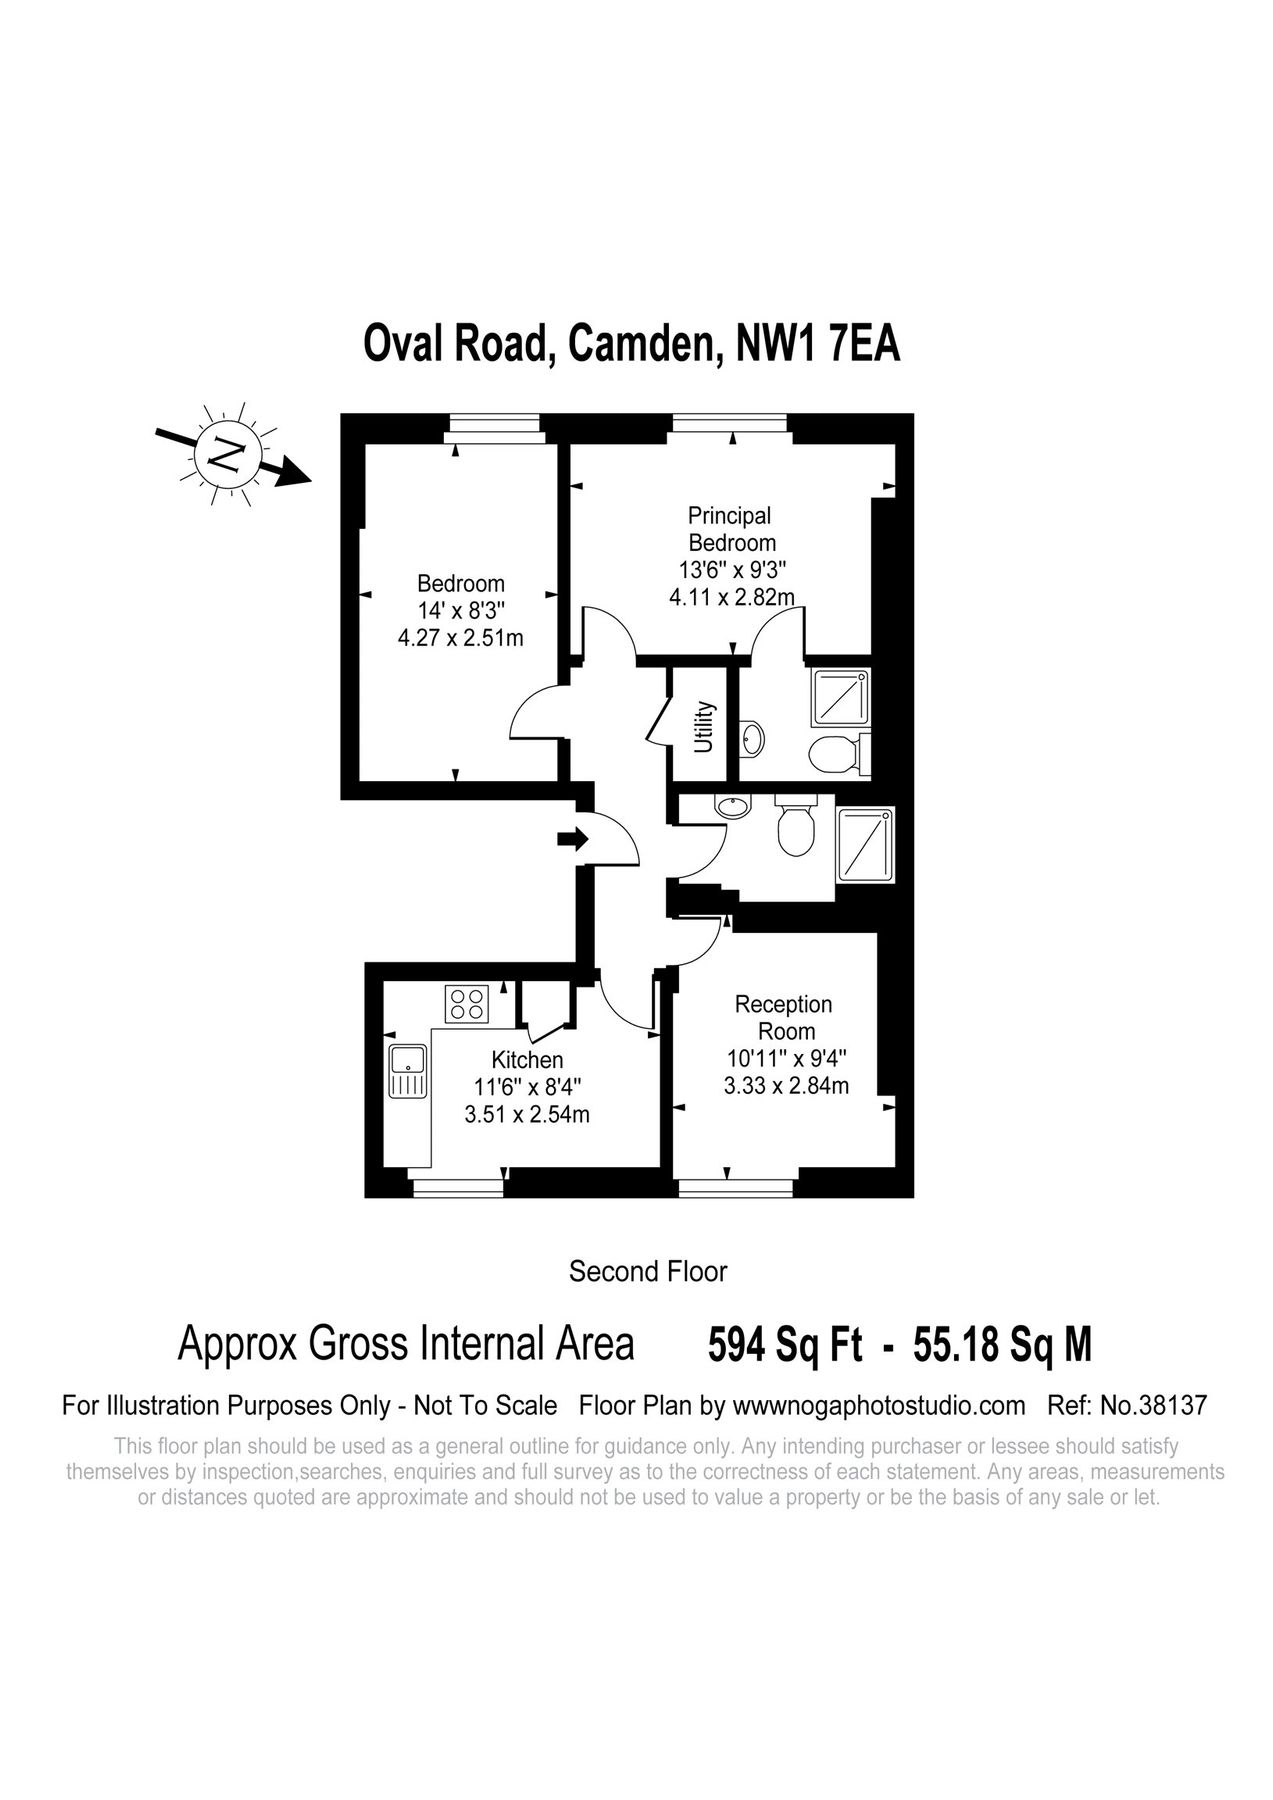 Oval Road, Camden, NW1 7EA
N
Principal
Bedroom
13'6" x 9'3"
4.11 x 2.82m
Bedroom
14' x 8'3"
4.27 x 2.51m
Utility
Reception
Room
10'11" x 9'4"
3.33 x 2.84m
Kitchen
11'6" x 8'4"
3.51 x 2.54m
Second Floor
Approx Gross Internal Area 594 Sq Ft - 55.18 Sq M
For Illustration Purposes Only - Not To Scale Floor Plan by wwwnogaphotostudio.com Ref: No.38137
This floor plan should be used as a general outline for guidance only. Any intending purchaser or lessee should satisfy
themselves by inspection,searches, enquiries and full survey as to the correctness of each statement. Any areas, measurements
or distances quoted are approximate and should not be used to value a property or be the basis of any sale or let.